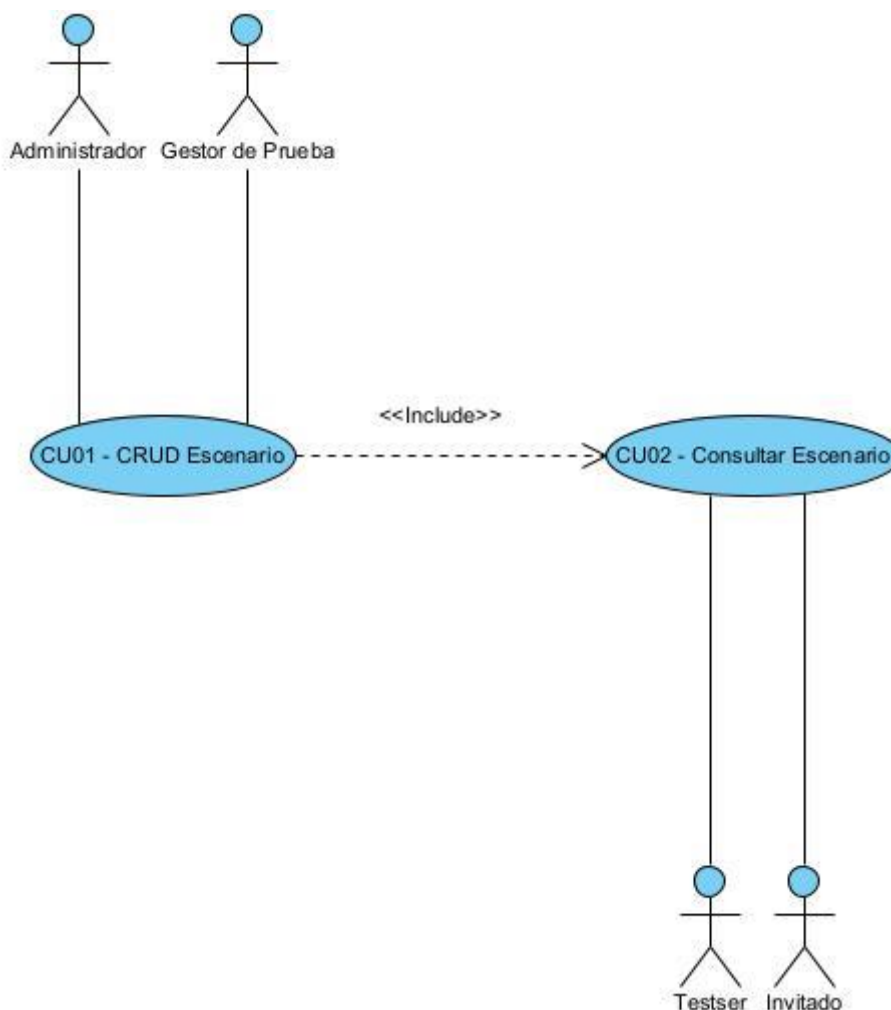 Administrador
Gestor de Prueba
<<Include>>
CU01 - CRUD Escenario
CU02 - Consultar Escenario
Testser
Invitado